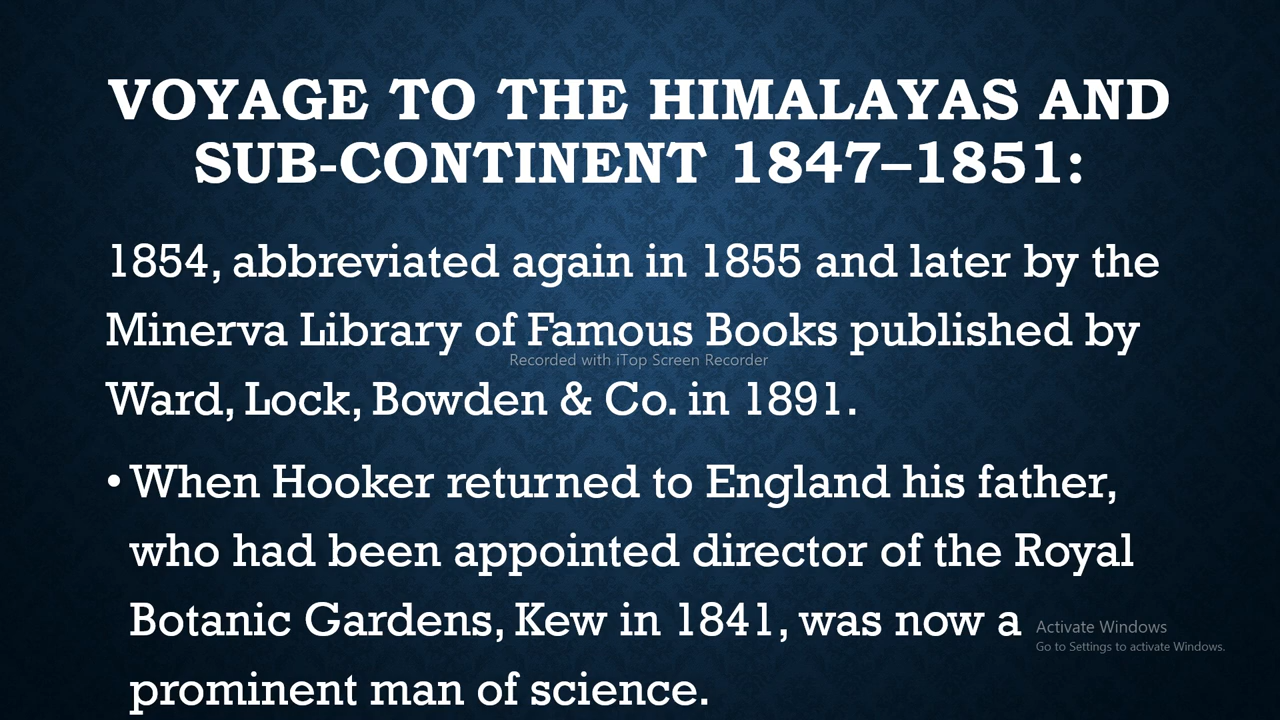 VOYAGE TO THE HIMALAYAS AND
SUB-CONTINENT 1847–1851:
1854, abbreviated again in 1855 and later by the
Minerva Library of Famous Books published by
Recorded with iTop Screen Recorder
Ward, Lock, Bowden & Co. in 1891.
• When Hooker returned to England his father,
who had been appointed director of the Royal
Botanic Gardens, Kew in 1841, was now a
Activate Windows
Go to Settings to activate Windows.
prominent man of science.